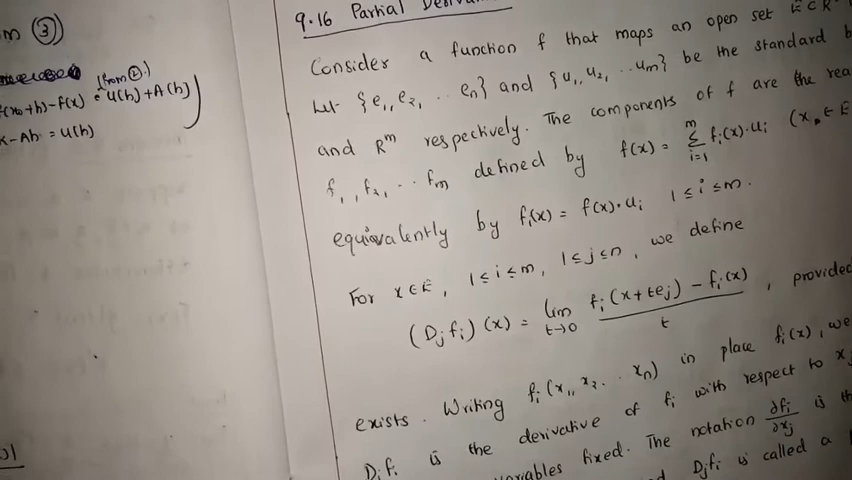 m ③)
(from ②.)
f(x₀+h) - f(x) = u(h) + A(h)
k - Ah = u(h)
9.16 Partial
Consider a function f that maps an open set E ⊂ R
Let {e₁, e₂, .. eₙ} and {u₁, u₂, .. uₘ} be the standard b
and Rᵐ respectively. The components of f are the rea
f₁, f₂, ... fₘ defined by f(x) = Σᵢ₌₁ᵐ fᵢ(x)·uᵢ (x ∈ E
equivalently by fᵢ(x) = f(x)·uᵢ 1 ≤ i ≤ m.
For x ∈ E, 1 ≤ i ≤ m, 1 ≤ j ≤ n, we define
(Dⱼ fᵢ)(x) = lim t→0 fᵢ(x+teⱼ) - fᵢ(x) / t, provided
exists. Writing fᵢ(x₁, x₂ .. xₙ) in place fᵢ(x), we
Dⱼfᵢ is the derivative of fᵢ with respect to xⱼ
variables fixed. The notation ∂fᵢ/∂xⱼ is th
Dⱼfᵢ is called a